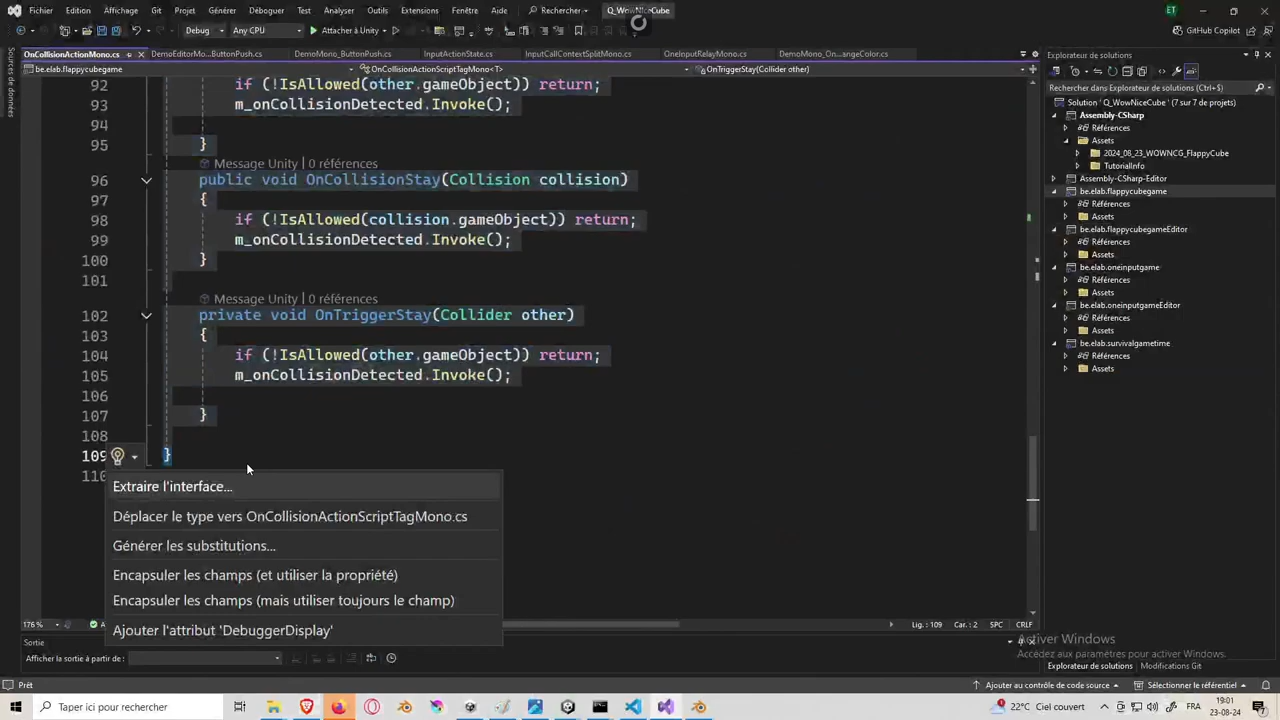 Fichier Edition Affichage Git Projet Générer Déboguer Test Analyser Outils Extensions Fenêtre Aide Rechercher Q_WowNiceCube ET
Debug Any CPU Attacher à Unity GitHub Copilot
OnCollisionActionMono.cs DemoEditorMo...ButtonPush.cs DemoMono_ButtonPush.cs InputActionState.cs InputCallContextSplitMono.cs OneInputRelayMono.cs DemoMono_On...angeColor.cs
be.elab.flappycubegame OnCollisionActionScriptTagMono<T> OnTriggerStay(Collider other)
Sources de données
92 if (!IsAllowed(other.gameObject)) return;
93 m_onCollisionDetected.Invoke();
94
95 }
Message Unity | 0 références
96 public void OnCollisionStay(Collision collision)
97 {
98 if (!IsAllowed(collision.gameObject)) return;
99 m_onCollisionDetected.Invoke();
100 }
101
Message Unity | 0 références
102 private void OnTriggerStay(Collider other)
103 {
104 if (!IsAllowed(other.gameObject)) return;
105 m_onCollisionDetected.Invoke();
106
107 }
108
109 }
110
Extraire l'interface...
Déplacer le type vers OnCollisionActionScriptTagMono.cs
Générer les substitutions...
Encapsuler les champs (et utiliser la propriété)
Encapsuler les champs (mais utiliser toujours le champ)
Ajouter l'attribut 'DebuggerDisplay'
176 % Lig. : 109 Car. : 2 SPC CRLF
Sortie
Afficher la sortie à partir de :
Explorateur de solutions
Rechercher dans Explorateur de solutions (Ctrl+$)
Solution 'Q_WowNiceCube' (7 sur 7 de projets)
Assembly-CSharp
Références
Assets
2024_08_23_WOWNCG_FlappyCube
TutorialInfo
Assembly-CSharp-Editor
be.elab.flappycubegame
Références
Assets
be.elab.flappycubegameEditor
Références
Assets
be.elab.oneinputgame
Références
Assets
be.elab.oneinputgameEditor
Références
Assets
be.elab.survivalgametime
Références
Assets
Activer Windows
Accédez aux paramètres pour activer Windows.
Explorateur de solutions Modifications Git
Prêt Ajouter au contrôle de code source Sélectionner le référentiel
Taper ici pour rechercher 22°C Ciel couvert FRA 19:01 23-08-24